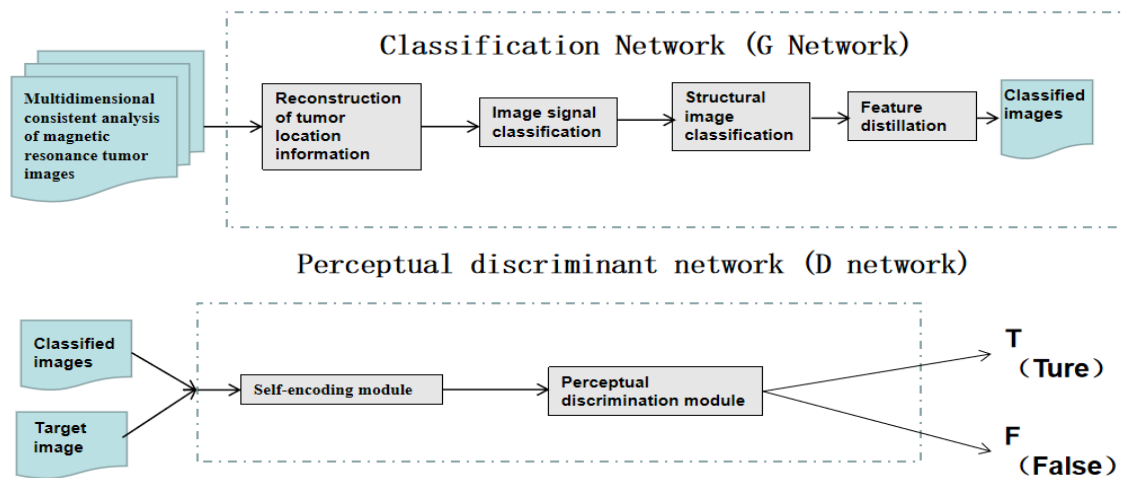 Classification Network (G Network)
Multidimensional
consistent analysis
of magnetic
resonance tumor
images
Reconstruction
of tumor
location
information
Image signal
classification
Structural
image
classification
Feature
distillation
Classified
images
Perceptual discriminant network (D network)
Classified
images
Target
image
Self-encoding module
Perceptual
discrimination module
T
（Ture）
F
（False）